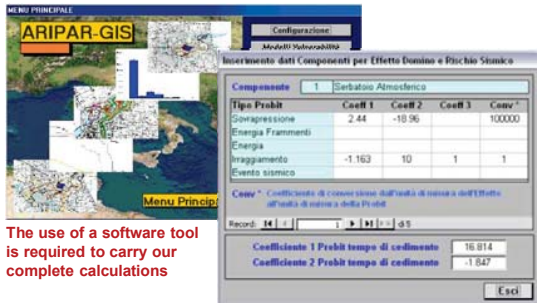 MENU PRINCIPALE
ARIPAR-GIS
Configurazione
Modelli Vulnerabilità
Menu Princip
Inserimento dati Componenti per Effetto Domino e Rischio Sismico
Componente 1 Serbatoio Atmosferico
Tipo Probit Coeff 1 Coeff 2 Coeff 3 Conv *
Sovrapressione 2.44 -18.96 100000
Energia Frammenti
Energia
Irraggiamento -1.163 10 1 1
Evento sismico
Conv * Coefficiente di conversione dall'unità di misura dell'Effetto
all'unità di misura della Probit
Record: 1 di 5
Coefficiente 1 Probit tempo di cedimento 16.814
Coefficiente 2 Probit tempo di cedimento -1.847
Esci
The use of a software tool
is required to carry our
complete calculations